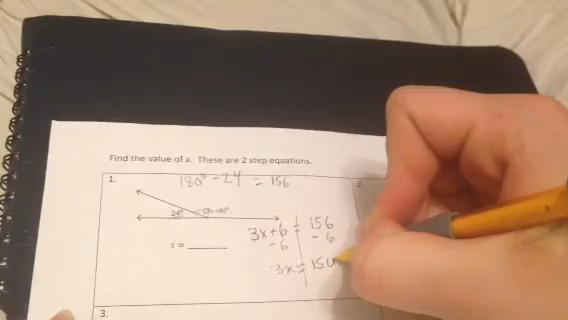 Find the value of x. These are 2 step equations.
1.
180° - 24 = 156
2
24°
3x + 6 = 156
- 6 - 6
x = ______
3x = 150
3.